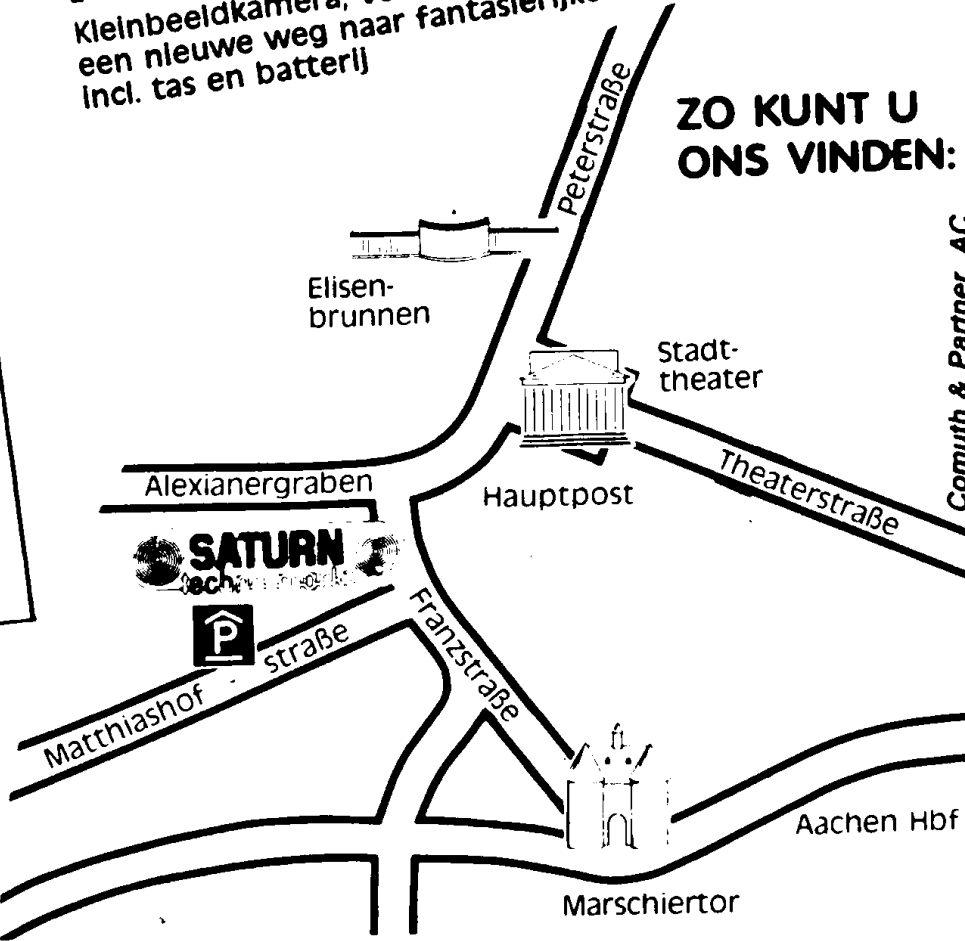 Kleinbeeldkamera,
een nieuwe weg naar
incl. tas en batterij
ZO KUNT U
ONS VINDEN:
Peterstraße
Elisen-
brunnen
Stadt-
theater
Comuth & Partner, AC
Theaterstraße
Alexianergraben
Hauptpost
SATURN
P
Franzstraße
Matthiashof - straße
Aachen Hbf
Marschiertor